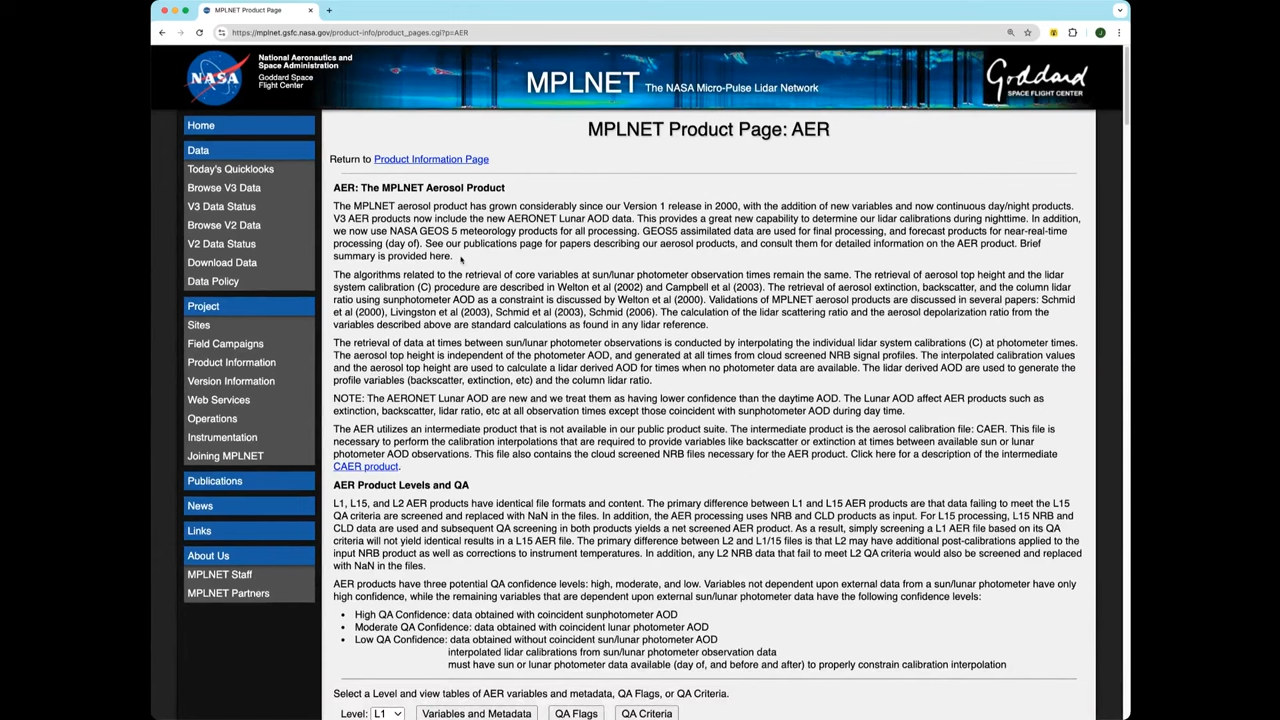 MPLNET Product Page
https://mplnet.gsfc.nasa.gov/product-info/product_pages.cgi?p=AER
NASA
National Aeronautics and
Space Administration
Goddard Space
Flight Center
MPLNET The NASA Micro-Pulse Lidar Network
Goddard
SPACE FLIGHT CENTER
Home
Data
Today's Quicklooks
Browse V3 Data
V3 Data Status
Browse V2 Data
V2 Data Status
Download Data
Data Policy
Project
Sites
Field Campaigns
Product Information
Version Information
Web Services
Operations
Instrumentation
Joining MPLNET
Publications
News
Links
About Us
MPLNET Staff
MPLNET Partners
MPLNET Product Page: AER
Return to Product Information Page
AER: The MPLNET Aerosol Product
The MPLNET aerosol product has grown considerably since our Version 1 release in 2000, with the addition of new variables and now continuous day/night products.
V3 AER products now include the new AERONET Lunar AOD data. This provides a great new capability to determine our lidar calibrations during nighttime. In addition,
we now use NASA GEOS 5 meteorology products for all processing. GEOS5 assimilated data are used for final processing, and forecast products for near-real-time
processing (day of). See our publications page for papers describing our aerosol products, and consult them for detailed information on the AER product. Brief
summary is provided here.
The algorithms related to the retrieval of core variables at sun/lunar photometer observation times remain the same. The retrieval of aerosol top height and the lidar
system calibration (C) procedure are described in Welton et al (2002) and Campbell et al (2003). The retrieval of aerosol extinction, backscatter, and the column lidar
ratio using sunphotometer AOD as a constraint is discussed by Welton et al (2000). Validations of MPLNET aerosol products are discussed in several papers: Schmid
et al (2000), Livingston et al (2003), Schmid et al (2003), Schmid (2006). The calculation of the lidar scattering ratio and the aerosol depolarization ratio from the
variables described above are standard calculations as found in any lidar reference.
The retrieval of data at times between sun/lunar photometer observations is conducted by interpolating the individual lidar system calibrations (C) at photometer times.
The aerosol top height is independent of the photometer AOD, and generated at all times from cloud screened NRB signal profiles. The interpolated calibration values
and the aerosol top height are used to calculate a lidar derived AOD for times when no photometer data are available. The lidar derived AOD are used to generate the
profile variables (backscatter, extinction, etc) and the column lidar ratio.
NOTE: The AERONET Lunar AOD are new and we treat them as having lower confidence than the daytime AOD. The Lunar AOD affect AER products such as
extinction, backscatter, lidar ratio, etc at all observation times except those coincident with sunphotometer AOD during day time.
The AER utilizes an intermediate product that is not available in our public product suite. The intermediate product is the aerosol calibration file: CAER. This file is
necessary to perform the calibration interpolations that are required to provide variables like backscatter or extinction at times between available sun or lunar
photometer AOD observations. This file also contains the cloud screened NRB files necessary for the AER product. Click here for a description of the intermediate
CAER product.
AER Product Levels and QA
L1, L15, and L2 AER products have identical file formats and content. The primary difference between L1 and L15 AER products are that data failing to meet the L15
QA criteria are screened and replaced with NaN in the files. In addition, the AER processing uses NRB and CLD products as input. For L15 processing, L15 NRB and
CLD data are used and subsequent QA screening in both products yields a net screened AER product. As a result, simply screening a L1 AER file based on its QA
criteria will not yield identical results in a L15 AER file. The primary difference between L2 and L1/15 files is that L2 may have additional post-calibrations applied to the
input NRB product as well as corrections to instrument temperatures. In addition, any L2 NRB data that fail to meet L2 QA criteria would also be screened and replaced
with NaN in the files.
AER products have three potential QA confidence levels: high, moderate, and low. Variables not dependent upon external data from a sun/lunar photometer have only
high confidence, while the remaining variables that are dependent upon external sun/lunar photometer data have the following confidence levels:
• High QA Confidence: data obtained with coincident sunphotometer AOD
• Moderate QA Confidence: data obtained with coincident lunar photometer AOD
• Low QA Confidence: data obtained without coincident sun/lunar photometer AOD
interpolated lidar calibrations from sun/lunar photometer observation data
must have sun or lunar photometer data available (day of, and before and after) to properly constrain calibration interpolation
Select a Level and view tables of AER variables and metadata, QA Flags, or QA Criteria.
Level: L1 Variables and Metadata QA Flags QA Criteria